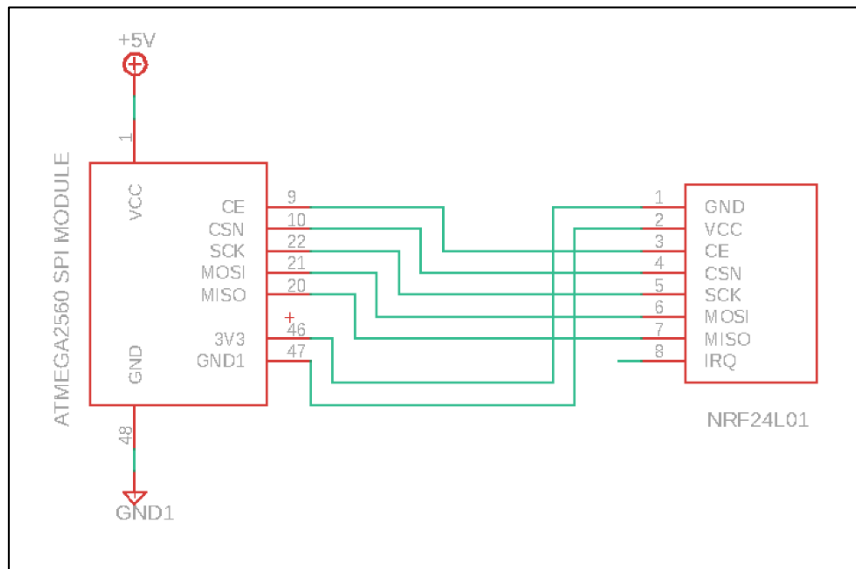 +5V
1
VCC
ATMEGA2560 SPI MODULE
CE 9
CSN 10
SCK 22
MOSI 21
MISO 20
3V3 46
GND1 47
GND
48
GND1
1 GND
2 VCC
3 CE
4 CSN
5 SCK
6 MOSI
7 MISO
8 IRQ
NRF24L01